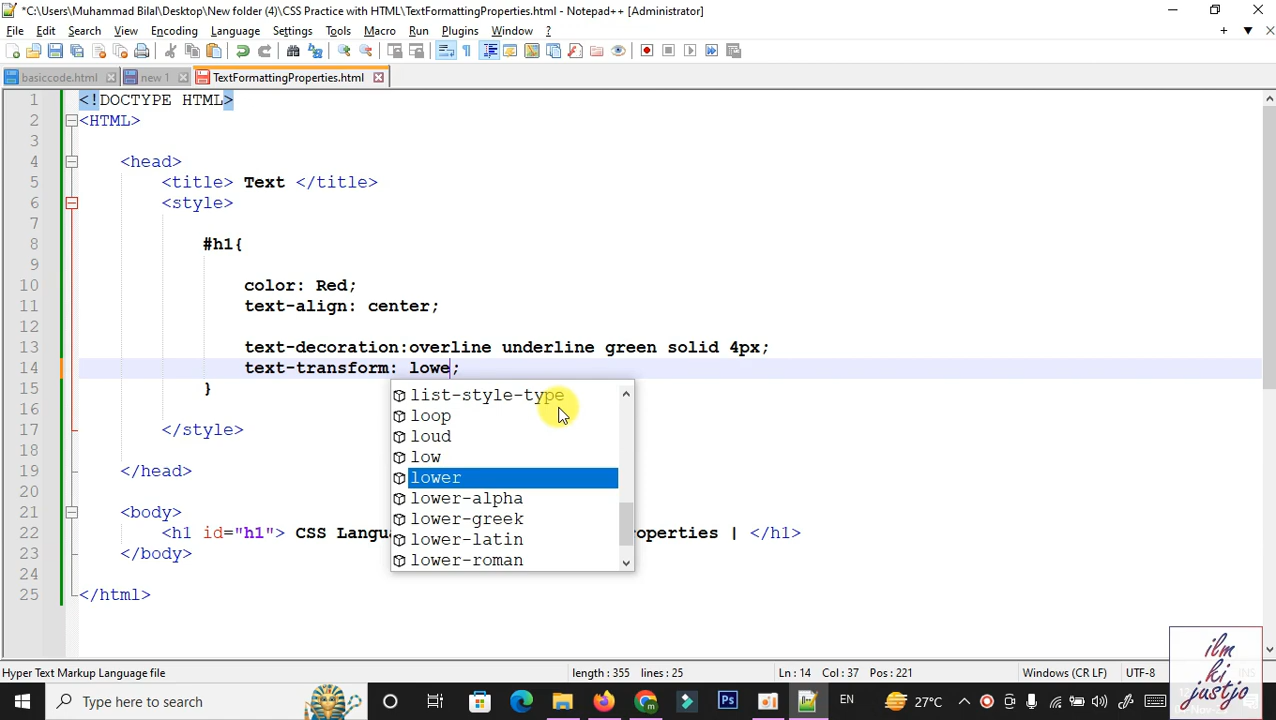 *C:\Users\Muhammad Bilal\Desktop\New folder (4)\CSS Practice with HTML\TextFormattingProperties.html - Notepad++ [Administrator]
File Edit Search View Encoding Language Settings Tools Macro Run Plugins Window ?
basiccode.html new 1 TextFormattingProperties.html
1 <!DOCTYPE HTML>
2 <HTML>
3
4 <head>
5 <title> Text </title>
6 <style>
7
8 #h1{
9
10 color: Red;
11 text-align: center;
12
13 text-decoration:overline underline green solid 4px;
14 text-transform: lowe;
15 }
list-style-type
16
loop
17 </style>
loud
18
low
19 </head>
lower
20
lower-alpha
21 <body>
lower-greek
22 <h1 id="h1"> CSS Langu roperties | </h1>
lower-latin
23 </body>
lower-roman
24
25 </html>
Hyper Text Markup Language file length : 355 lines : 25 Ln : 14 Col : 37 Pos : 221 Windows (CR LF) UTF-8 INS
Type here to search Ps EN 27°C
ilm
ki
justjo